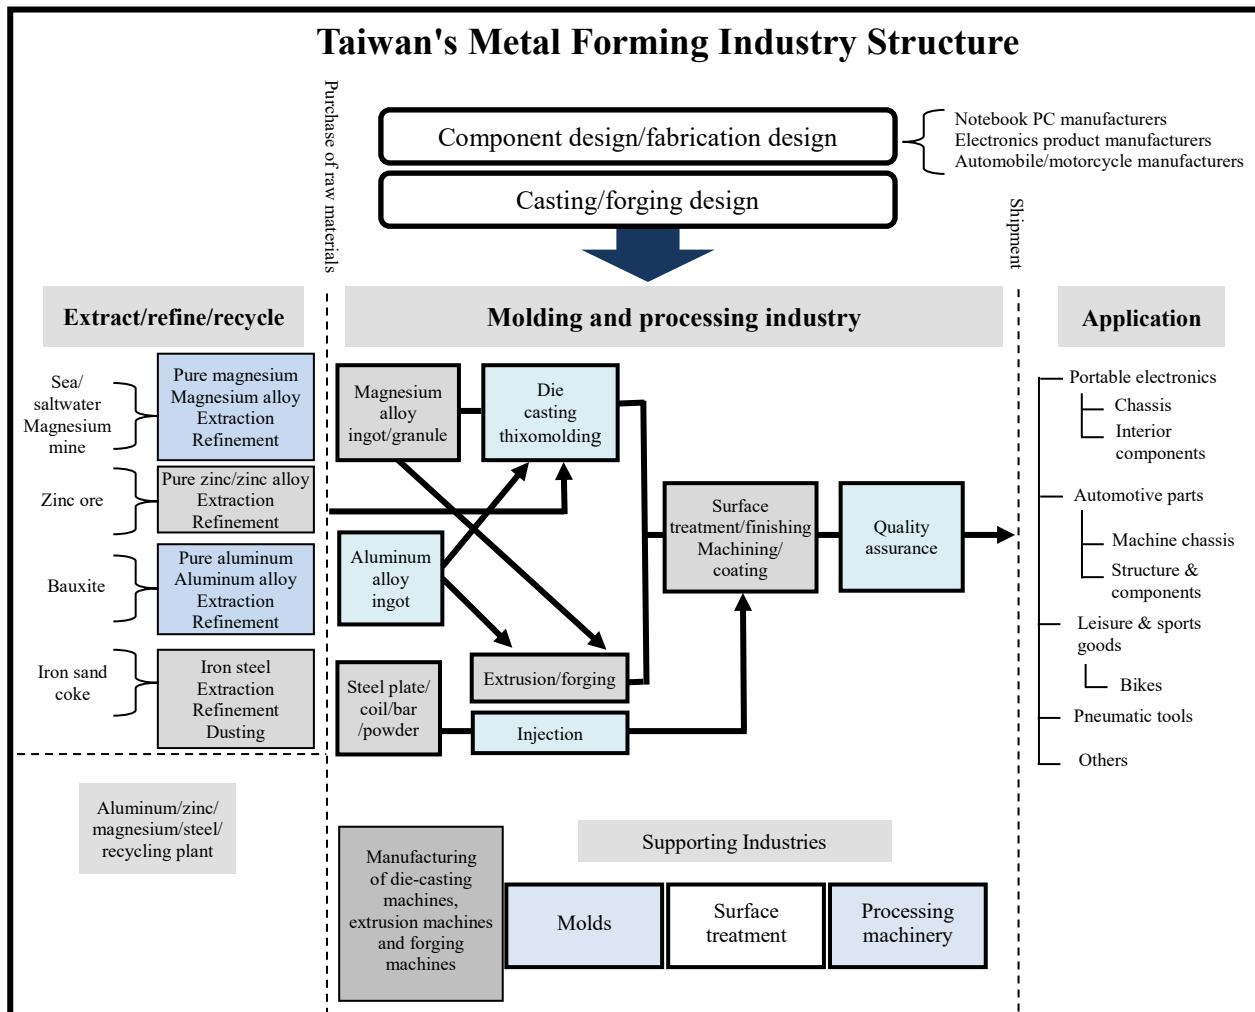 Taiwan's Metal Forming Industry Structure
Purchase of raw materials
Component design/fabrication design
Notebook PC manufacturers
Electronics product manufacturers
Automobile/motorcycle manufacturers
Casting/forging design
Shipment
Extract/refine/recycle
Molding and processing industry
Application
Sea/
saltwater
Magnesium
mine
Pure magnesium
Magnesium alloy
Extraction
Refinement
Zinc ore
Pure zinc/zinc alloy
Extraction
Refinement
Bauxite
Pure aluminum
Aluminum alloy
Extraction
Refinement
Iron sand
coke
Iron steel
Extraction
Refinement
Dusting
Aluminum/zinc/
magnesium/steel/
recycling plant
Magnesium
alloy
ingot/granule
Die
casting
thixomolding
Aluminum
alloy
ingot
Steel plate/
coil/bar
/powder
Extrusion/forging
Injection
Surface
treatment/finishing
Machining/
coating
Quality
assurance
Portable electronics
Chassis
Interior
components
Automotive parts
Machine chassis
Structure &
components
Leisure & sports
goods
Bikes
Pneumatic tools
Others
Manufacturing
of die-casting
machines,
extrusion machines
and forging
machines
Supporting Industries
Molds
Surface
treatment
Processing
machinery